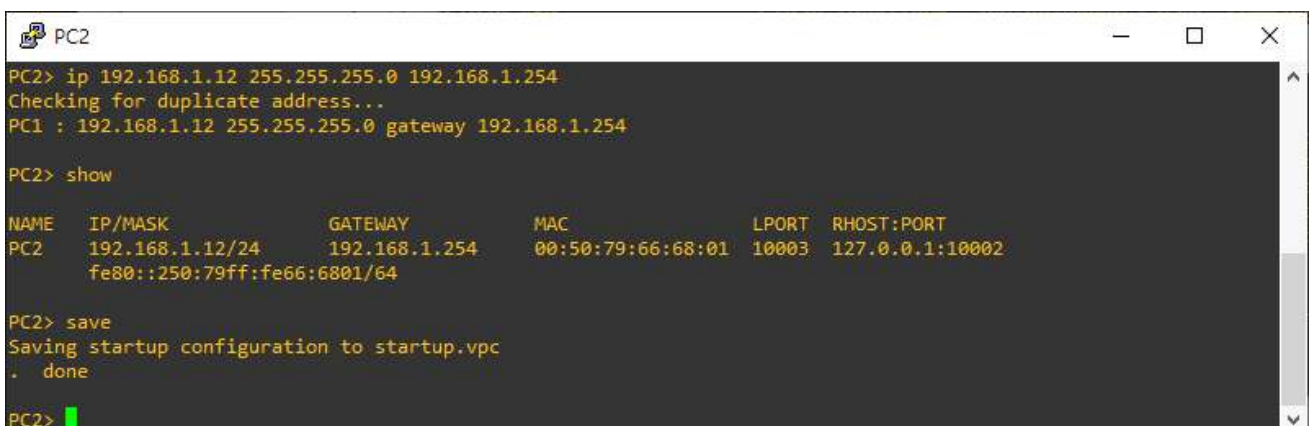 PC2
PC2> ip 192.168.1.12 255.255.255.0 192.168.1.254
Checking for duplicate address...
PC1 : 192.168.1.12 255.255.255.0 gateway 192.168.1.254
PC2> show
NAME   IP/MASK              GATEWAY           MAC                LPORT  RHOST:PORT
PC2    192.168.1.12/24      192.168.1.254     00:50:79:66:68:01  10003  127.0.0.1:10002
       fe80::250:79ff:fe66:6801/64
PC2> save
Saving startup configuration to startup.vpc
.  done
PC2>